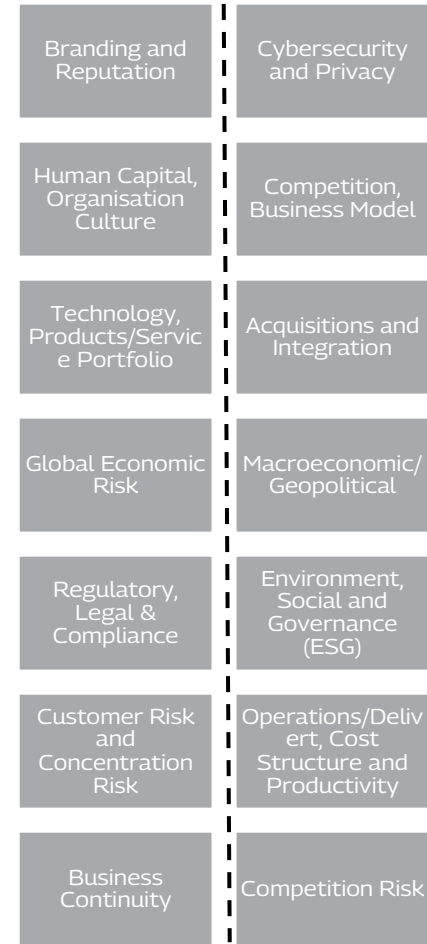 Branding and
Reputation
Cybersecurity
and Privacy
Human Capital,
Organisation
Culture
Competition,
Business Model
Technology,
Products/Servic
e Portfolio
Acquisitions and
Integration
Global Economic
Risk
Macroeconomic/
Geopolitical
Regulatory,
Legal &
Compliance
Environment,
Social and
Governance
(ESG)
Customer Risk
and
Concentration
Risk
Operations/Deliv
ert, Cost
Structure and
Productivity
Business
Continuity
Competition Risk